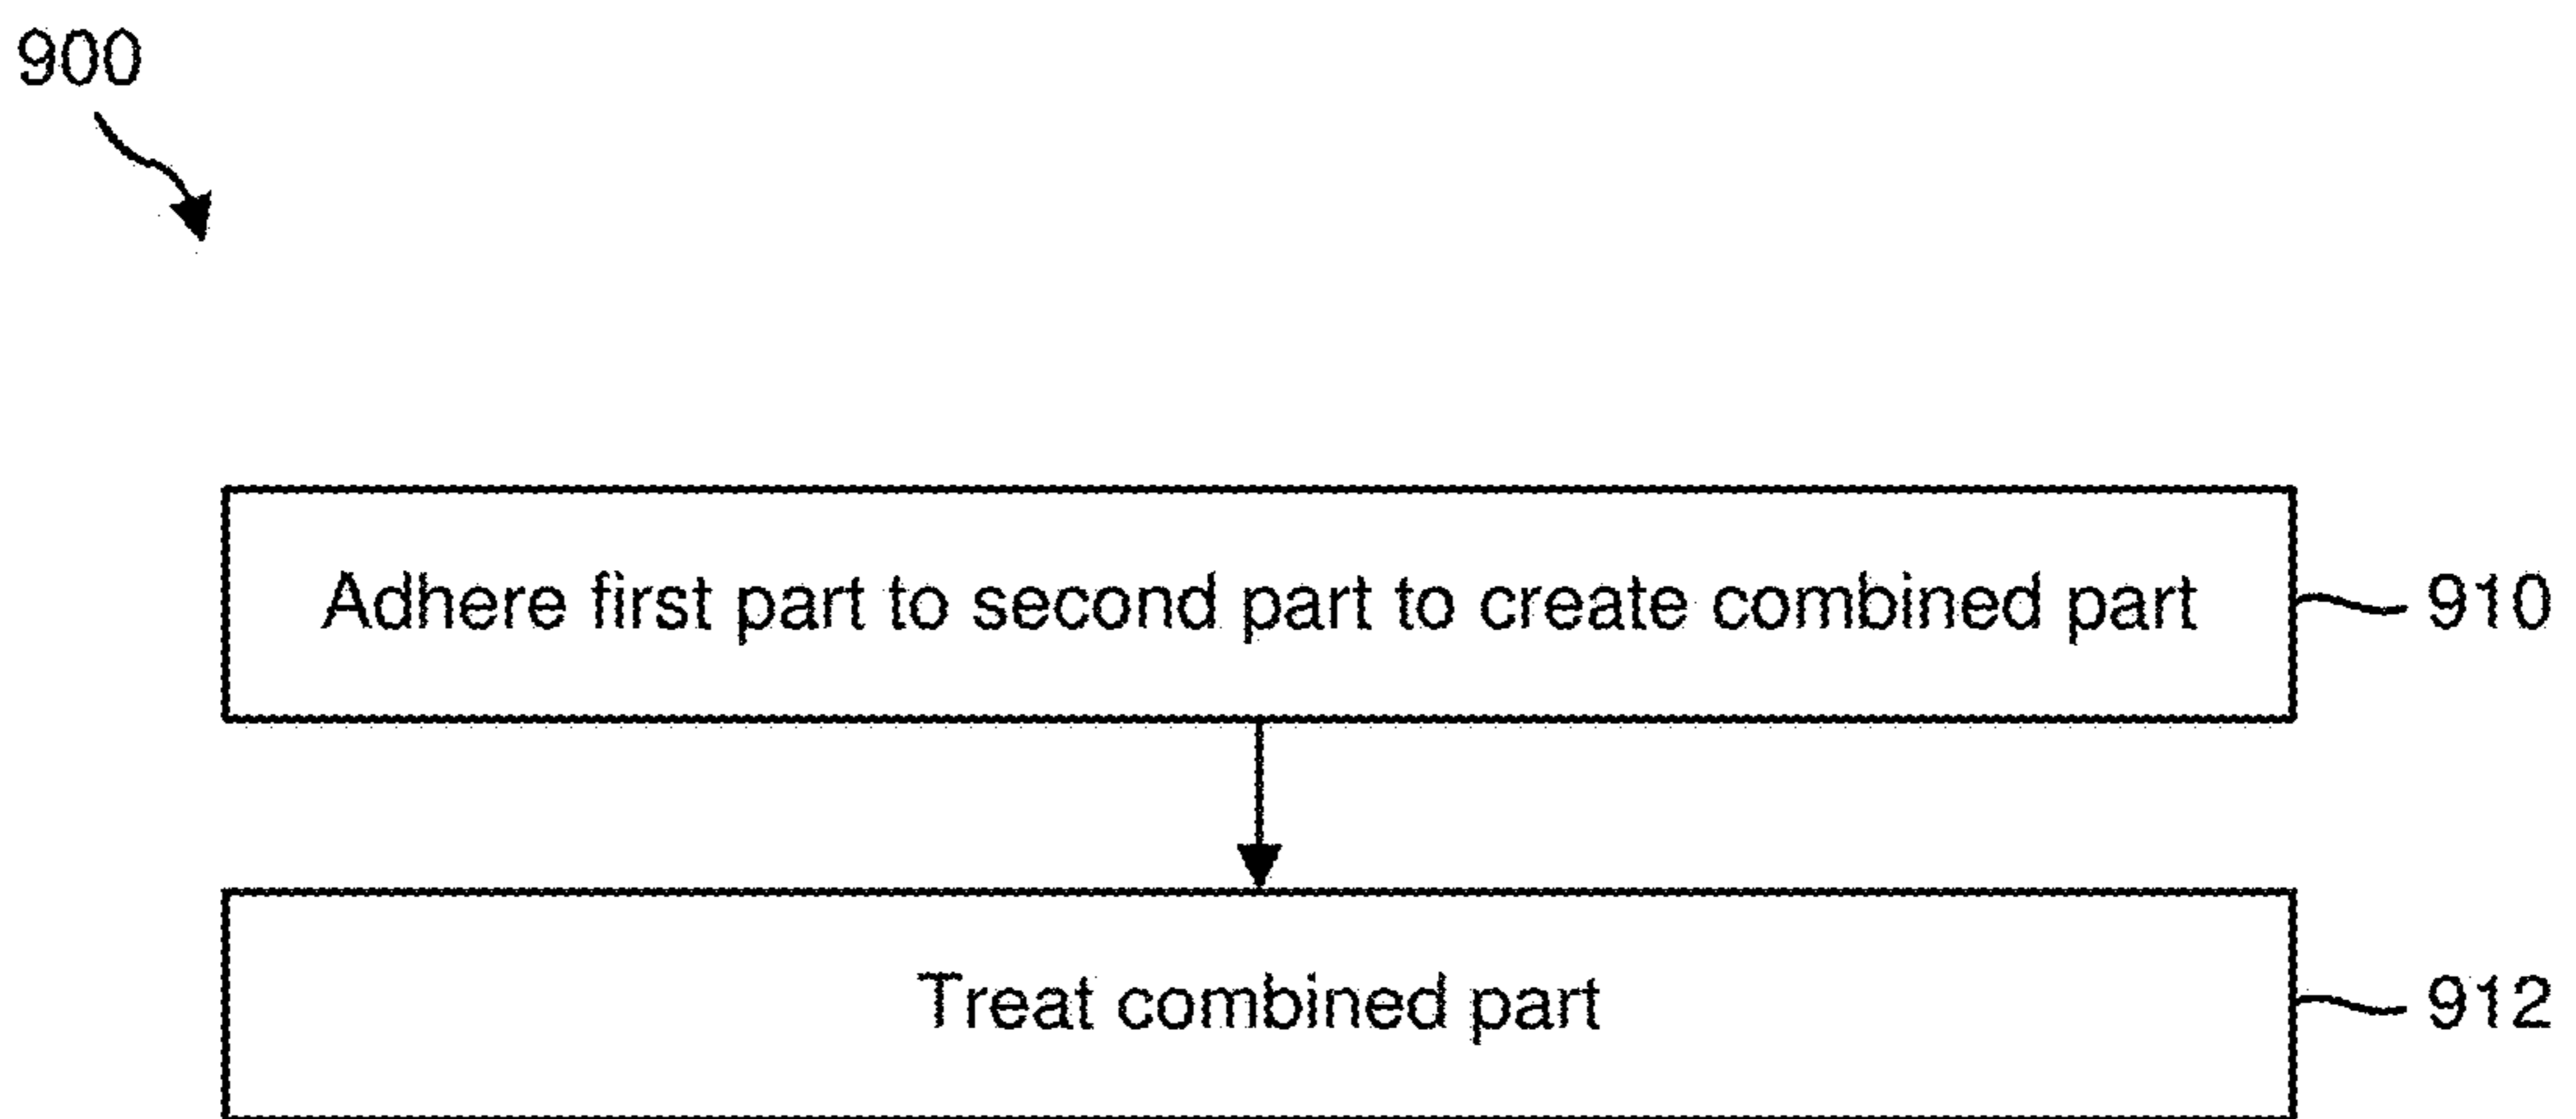 900
Adhere first part to second part to create combined part
910
Treat combined part
912